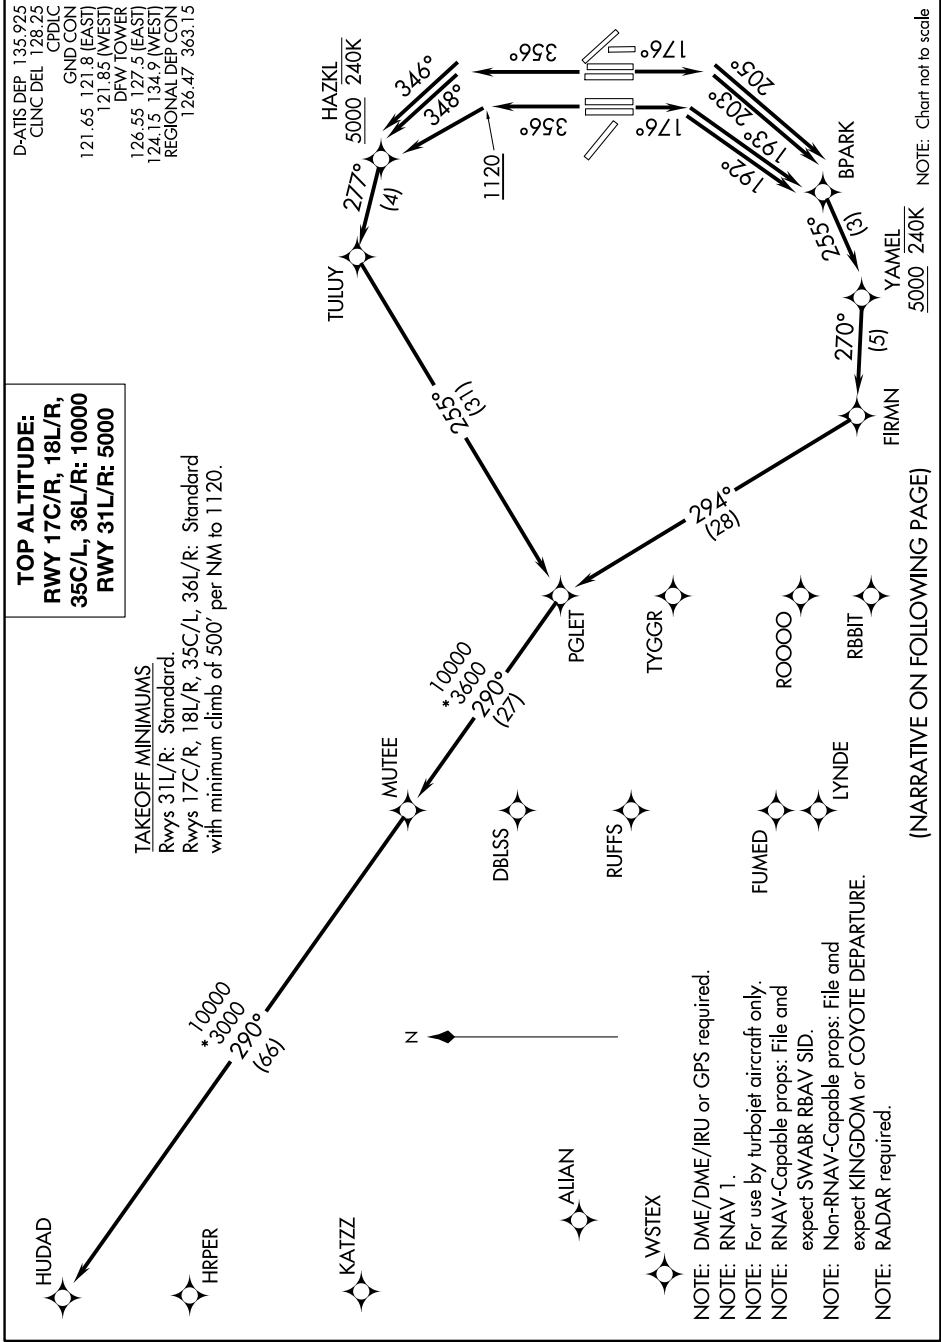 D-ATIS DEP 135.925
CLNC DEL 128.25
CPDLC
GND CON
121.65 121.8 (EAST)
121.85 (WEST)
DFW TOWER
126.55 127.5 (EAST)
124.15 134.9 (WEST)
REGIONAL DEP CON
126.47 363.15
TOP ALTITUDE:
RWY 17C/R, 18L/R,
35C/L, 36L/R: 10000
RWY 31L/R: 5000
TAKEOFF MINIMUMS
Rwys 31L/R: Standard.
Rwys 17C/R, 18L/R, 35C/L, 36L/R: Standard
with minimum climb of 500' per NM to 1120.
HAZKL
5000 240K
346°
348°
356°
356°
176°
176°
1120
205°
203°
193°
192°
277°
(4)
TULUY
255°
(31)
BPARK
255°
(3)
YAMEL
5000 240K
270°
(5)
FIRMN
294°
(28)
PGLET
TYGGR
ROOOO
RBBIT
10000
*3600
290°
(27)
MUTEE
DBLSS
RUFFS
FUMED
LYNDE
10000
*3000
290°
(66)
N
HUDAD
HRPER
KATZZ
ALIAN
WSTEX
NOTE: DME/DME/IRU or GPS required.
NOTE: RNAV 1.
NOTE: For use by turbojet aircraft only.
NOTE: RNAV-Capable props: File and
expect SWABR RBAV SID.
NOTE: Non-RNAV-Capable props: File and
expect KINGDOM or COYOTE DEPARTURE.
NOTE: RADAR required.
(NARRATIVE ON FOLLOWING PAGE)
NOTE: Chart not to scale